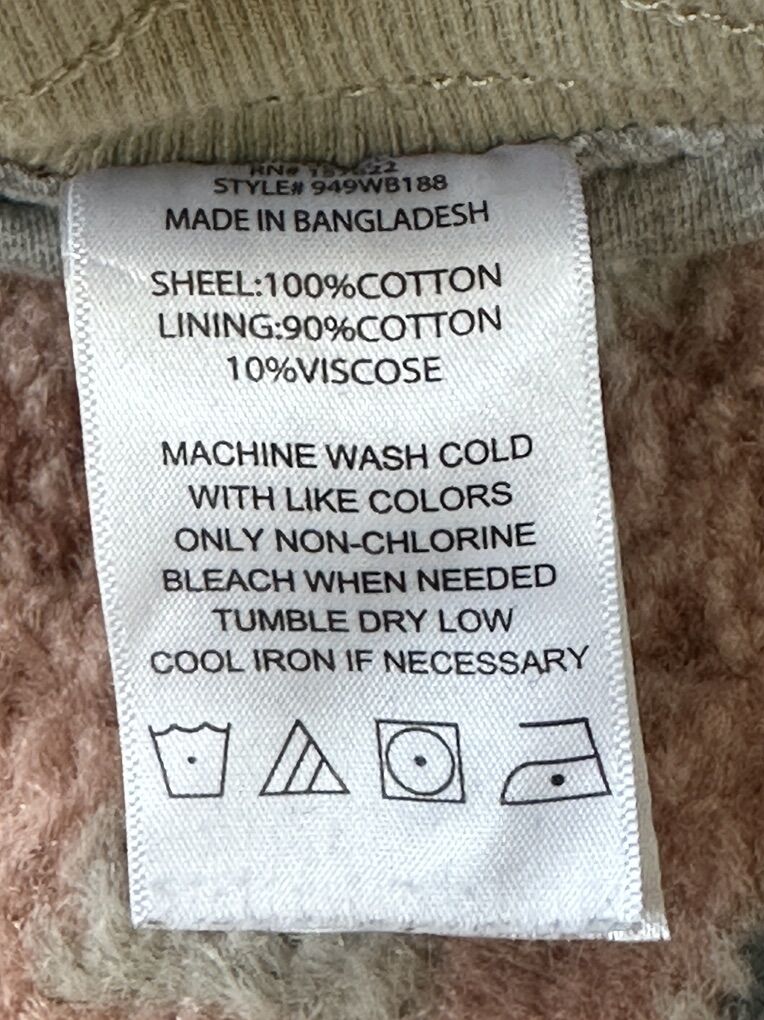 RN#
STYLE# 949WB188
MADE IN BANGLADESH
SHEEL:100%COTTON
LINING:90%COTTON
10%VISCOSE
MACHINE WASH COLD
WITH LIKE COLORS
ONLY NON-CHLORINE
BLEACH WHEN NEEDED
TUMBLE DRY LOW
COOL IRON IF NECESSARY